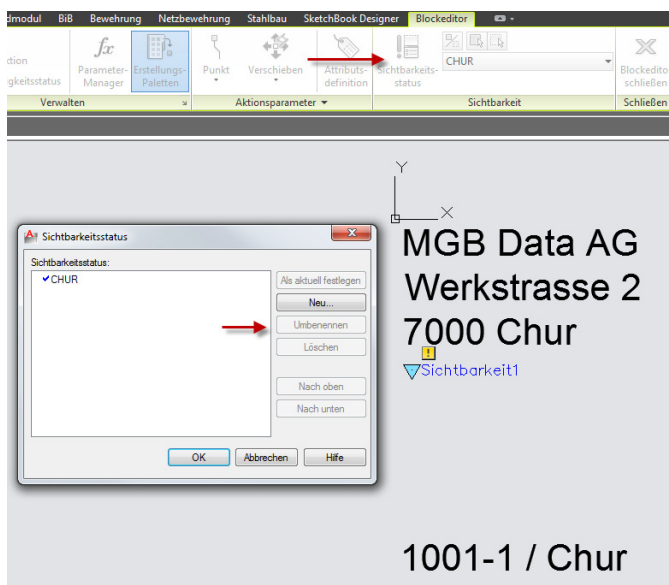 dmodul BiB Bewehrung Netzbewehrung Stahlbau SketchBook Designer Blockeditor
fx
CHUR
ktion
Parameter- Erstellungs- Punkt Verschieben Attributs- Sichtbarkeits- Blockedito
gkeitsstatus Manager Paletten definition status schließen
Verwalten Aktionsparameter Sichtbarkeit Schließen
Y
X
Sichtbarkeitsstatus
Sichtbarkeitsstatus:
CHUR
Als aktuell festlegen
Neu...
Umbenennen
Löschen
Nach oben
Nach unten
OK Abbrechen Hilfe
MGB Data AG
Werkstrasse 2
7000 Chur
!
Sichtbarkeit1
1001-1 / Chur